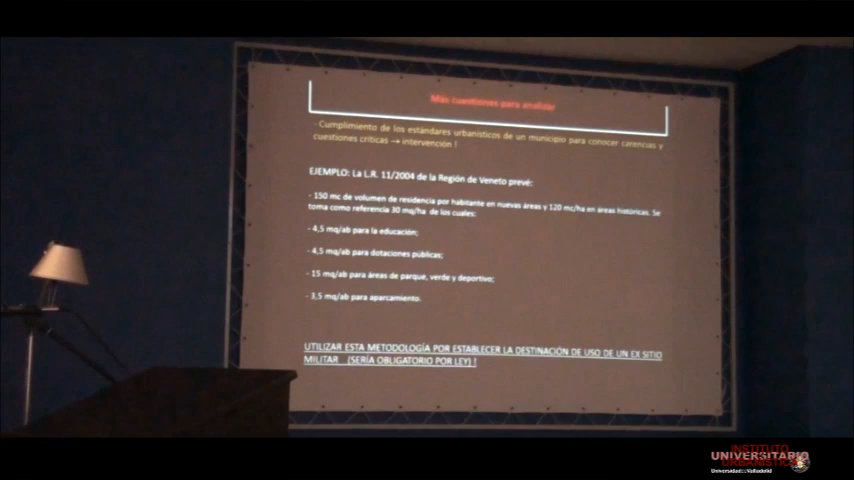 Más cuestiones para analizar
- Cumplimiento de los estándares urbanísticos de un municipio para conocer carencias y
cuestiones críticas → intervención !
EJEMPLO: La L.R. 11/2004 de la Región de Veneto prevé:
- 150 mc de volumen de residencia por habitante en nuevas áreas y 120 mc/ha en áreas históricas. Se
toma como referencia 30 mq/ha de los cuales:
- 4,5 mq/ab para la educación;
- 4,5 mq/ab para dotaciones públicas;
- 15 mq/ab para áreas de parque, verde y deportivo;
- 3,5 mq/ab para aparcamiento.
UTILIZAR ESTA METODOLOGÍA POR ESTABLECER LA DESTINACIÓN DE USO DE UN EX SITIO
MILITAR (SERÍA OBLIGATORIO POR LEY) !
INSTITUTO
UNIVERSITARIO
URBANÍSTICA
Universidad de Valladolid